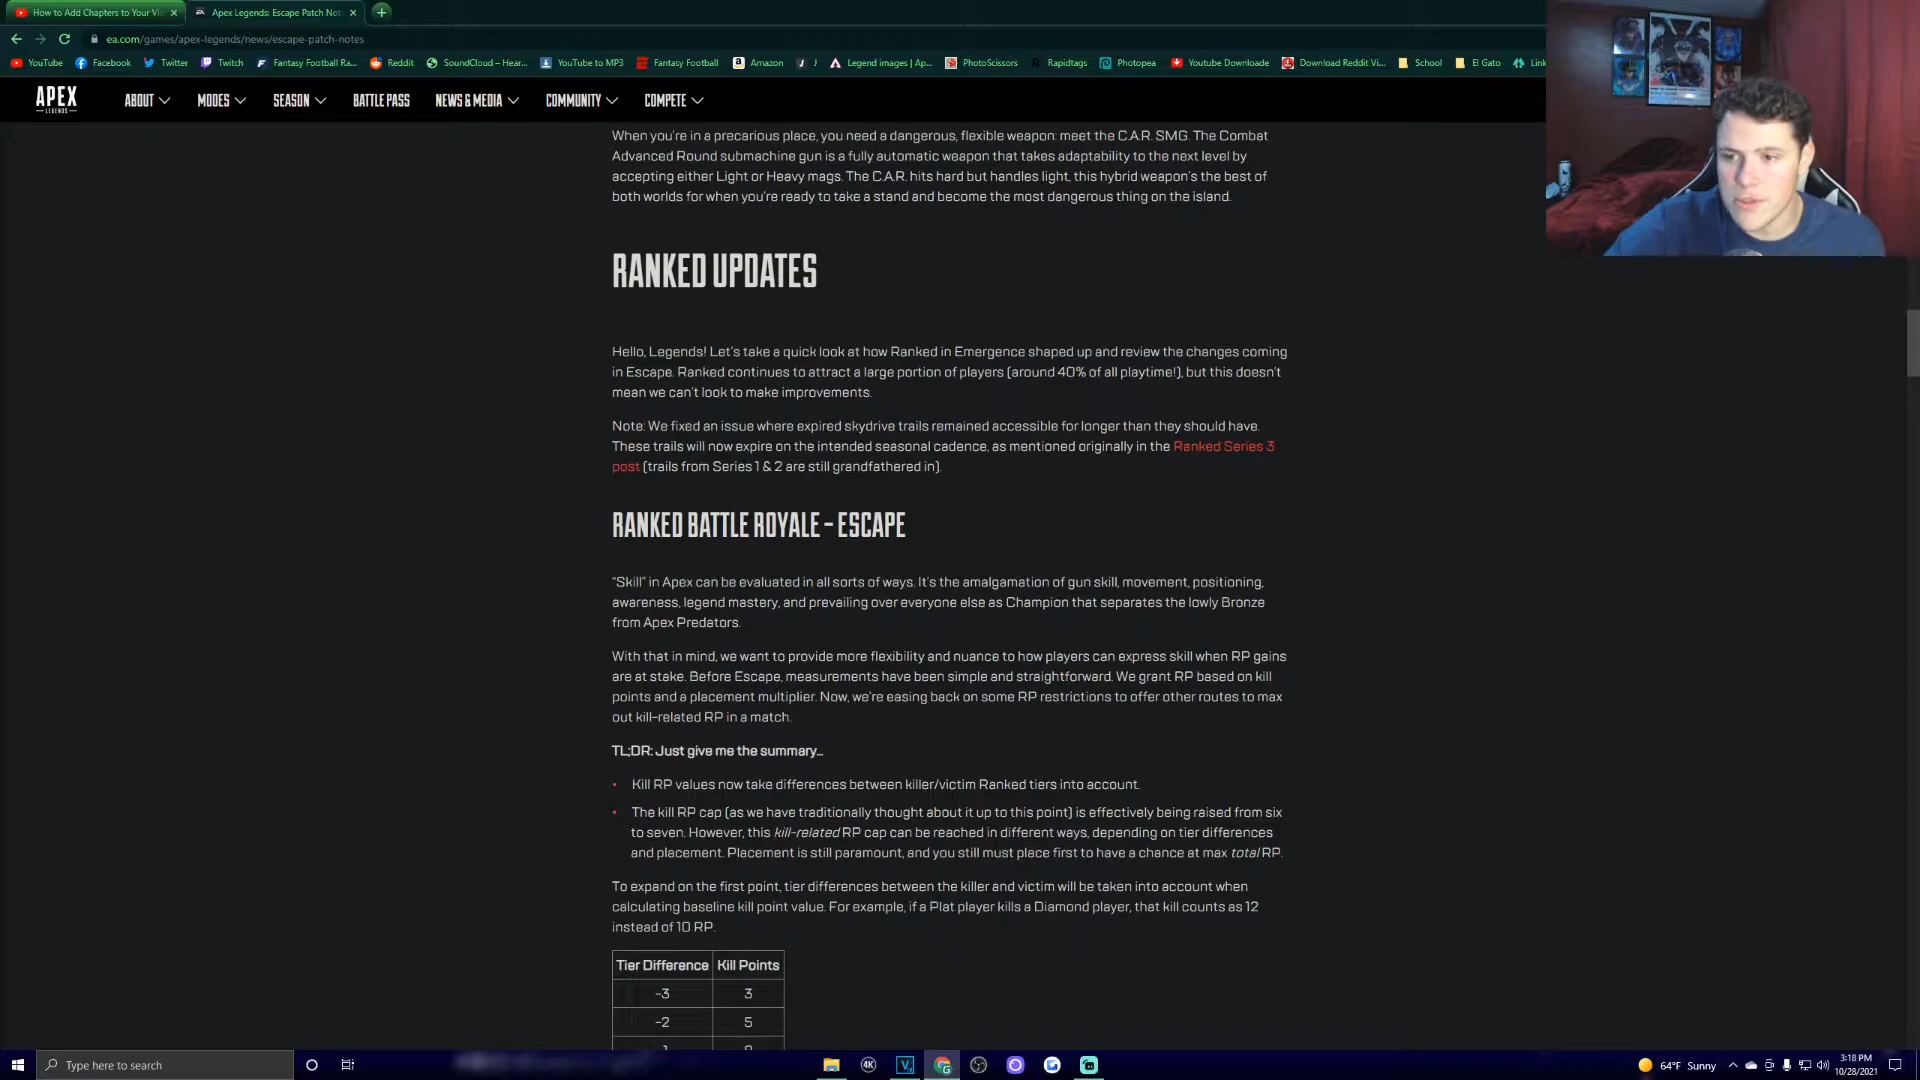 How to Add Chapters to Your Vi
Apex Legends: Escape Patch Not
ea.com/games/apex-legends/news/escape-patch-notes
YouTube Facebook Twitter Twitch Fantasy Football Ra... Reddit SoundCloud – Hear... YouTube to MP3 Fantasy Football Amazon J Legend images | Ap... PhotoScissors Rapidtags Photopea Youtube Downloade Download Reddit Vi... School El Gato Link
APEX LEGENDS
ABOUT MODES SEASON BATTLE PASS NEWS & MEDIA COMMUNITY COMPETE
When you're in a precarious place, you need a dangerous, flexible weapon: meet the C.A.R. SMG. The Combat
Advanced Round submachine gun is a fully automatic weapon that takes adaptability to the next level by
accepting either Light or Heavy mags. The C.A.R. hits hard but handles light, this hybrid weapon's the best of
both worlds for when you're ready to take a stand and become the most dangerous thing on the island.
RANKED UPDATES
Hello, Legends! Let's take a quick look at how Ranked in Emergence shaped up and review the changes coming
in Escape. Ranked continues to attract a large portion of players (around 40% of all playtime!), but this doesn't
mean we can't look to make improvements.
Note: We fixed an issue where expired skydrive trails remained accessible for longer than they should have.
These trails will now expire on the intended seasonal cadence, as mentioned originally in the Ranked Series 3
post (trails from Series 1 & 2 are still grandfathered in).
RANKED BATTLE ROYALE – ESCAPE
"Skill" in Apex can be evaluated in all sorts of ways. It's the amalgamation of gun skill, movement, positioning,
awareness, legend mastery, and prevailing over everyone else as Champion that separates the lowly Bronze
from Apex Predators.
With that in mind, we want to provide more flexibility and nuance to how players can express skill when RP gains
are at stake. Before Escape, measurements have been simple and straightforward. We grant RP based on kill
points and a placement multiplier. Now, we're easing back on some RP restrictions to offer other routes to max
out kill-related RP in a match.
TL;DR: Just give me the summary...
• Kill RP values now take differences between killer/victim Ranked tiers into account.
• The kill RP cap (as we have traditionally thought about it up to this point) is effectively being raised from six
to seven. However, this kill-related RP cap can be reached in different ways, depending on tier differences
and placement. Placement is still paramount, and you still must place first to have a chance at max total RP.
To expand on the first point, tier differences between the killer and victim will be taken into account when
calculating baseline kill point value. For example, if a Plat player kills a Diamond player, that kill counts as 12
instead of 10 RP.
Tier Difference Kill Points
-3 3
-2 5
Type here to search
64°F Sunny
3:18 PM
10/28/2021